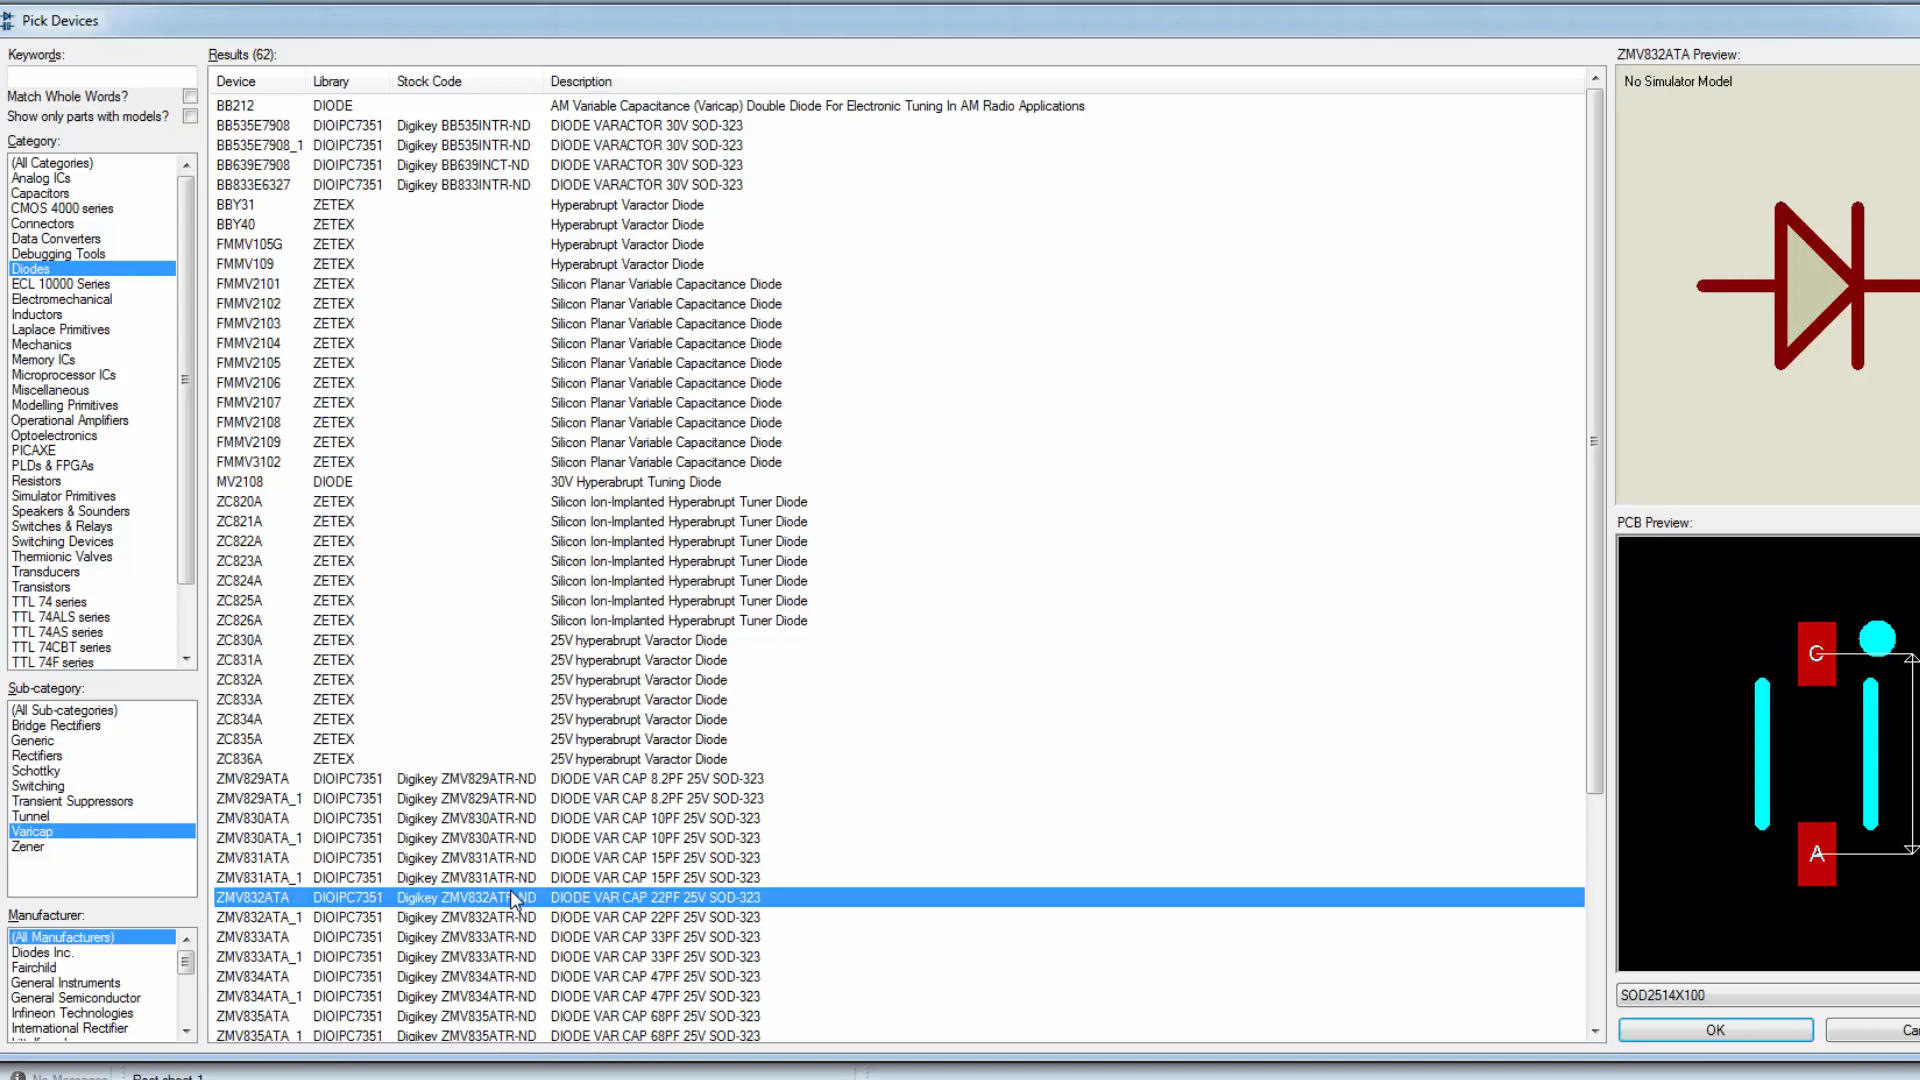 Pick Devices
Keywords:
Match Whole Words?
Show only parts with models?
Category:
(All Categories)
Analog ICs
Capacitors
CMOS 4000 series
Connectors
Data Converters
Debugging Tools
Diodes
ECL 10000 Series
Electromechanical
Inductors
Laplace Primitives
Mechanics
Memory ICs
Microprocessor ICs
Miscellaneous
Modelling Primitives
Operational Amplifiers
Optoelectronics
PICAXE
PLDs & FPGAs
Resistors
Simulator Primitives
Speakers & Sounders
Switches & Relays
Switching Devices
Thermionic Valves
Transducers
Transistors
TTL 74 series
TTL 74ALS series
TTL 74AS series
TTL 74CBT series
TTL 74F series
Sub-category:
(All Sub-categories)
Bridge Rectifiers
Generic
Rectifiers
Schottky
Switching
Transient Suppressors
Tunnel
Varicap
Zener
Manufacturer:
(All Manufacturers)
Diodes Inc.
Fairchild
General Instruments
General Semiconductor
Infineon Technologies
International Rectifier
Results (62):
Device Library Stock Code Description
BB212 DIODE AM Variable Capacitance (Varicap) Double Diode For Electronic Tuning In AM Radio Applications
BB535E7908 DIOIPC7351 Digikey BB535INTR-ND DIODE VARACTOR 30V SOD-323
BB535E7908_1 DIOIPC7351 Digikey BB535INTR-ND DIODE VARACTOR 30V SOD-323
BB639E7908 DIOIPC7351 Digikey BB639INCT-ND DIODE VARACTOR 30V SOD-323
BB833E6327 DIOIPC7351 Digikey BB833INTR-ND DIODE VARACTOR 30V SOD-323
BBY31 ZETEX Hyperabrupt Varactor Diode
BBY40 ZETEX Hyperabrupt Varactor Diode
FMMV105G ZETEX Hyperabrupt Varactor Diode
FMMV109 ZETEX Hyperabrupt Varactor Diode
FMMV2101 ZETEX Silicon Planar Variable Capacitance Diode
FMMV2102 ZETEX Silicon Planar Variable Capacitance Diode
FMMV2103 ZETEX Silicon Planar Variable Capacitance Diode
FMMV2104 ZETEX Silicon Planar Variable Capacitance Diode
FMMV2105 ZETEX Silicon Planar Variable Capacitance Diode
FMMV2106 ZETEX Silicon Planar Variable Capacitance Diode
FMMV2107 ZETEX Silicon Planar Variable Capacitance Diode
FMMV2108 ZETEX Silicon Planar Variable Capacitance Diode
FMMV2109 ZETEX Silicon Planar Variable Capacitance Diode
FMMV3102 ZETEX Silicon Planar Variable Capacitance Diode
MV2108 DIODE 30V Hyperabrupt Tuning Diode
ZC820A ZETEX Silicon Ion-Implanted Hyperabrupt Tuner Diode
ZC821A ZETEX Silicon Ion-Implanted Hyperabrupt Tuner Diode
ZC822A ZETEX Silicon Ion-Implanted Hyperabrupt Tuner Diode
ZC823A ZETEX Silicon Ion-Implanted Hyperabrupt Tuner Diode
ZC824A ZETEX Silicon Ion-Implanted Hyperabrupt Tuner Diode
ZC825A ZETEX Silicon Ion-Implanted Hyperabrupt Tuner Diode
ZC826A ZETEX Silicon Ion-Implanted Hyperabrupt Tuner Diode
ZC830A ZETEX 25V hyperabrupt Varactor Diode
ZC831A ZETEX 25V hyperabrupt Varactor Diode
ZC832A ZETEX 25V hyperabrupt Varactor Diode
ZC833A ZETEX 25V hyperabrupt Varactor Diode
ZC834A ZETEX 25V hyperabrupt Varactor Diode
ZC835A ZETEX 25V hyperabrupt Varactor Diode
ZC836A ZETEX 25V hyperabrupt Varactor Diode
ZMV829ATA DIOIPC7351 Digikey ZMV829ATR-ND DIODE VAR CAP 8.2PF 25V SOD-323
ZMV829ATA_1 DIOIPC7351 Digikey ZMV829ATR-ND DIODE VAR CAP 8.2PF 25V SOD-323
ZMV830ATA DIOIPC7351 Digikey ZMV830ATR-ND DIODE VAR CAP 10PF 25V SOD-323
ZMV830ATA_1 DIOIPC7351 Digikey ZMV830ATR-ND DIODE VAR CAP 10PF 25V SOD-323
ZMV831ATA DIOIPC7351 Digikey ZMV831ATR-ND DIODE VAR CAP 15PF 25V SOD-323
ZMV831ATA_1 DIOIPC7351 Digikey ZMV831ATR-ND DIODE VAR CAP 15PF 25V SOD-323
ZMV832ATA DIOIPC7351 Digikey ZMV832ATR-ND DIODE VAR CAP 22PF 25V SOD-323
ZMV832ATA_1 DIOIPC7351 Digikey ZMV832ATR-ND DIODE VAR CAP 22PF 25V SOD-323
ZMV833ATA DIOIPC7351 Digikey ZMV833ATR-ND DIODE VAR CAP 33PF 25V SOD-323
ZMV833ATA_1 DIOIPC7351 Digikey ZMV833ATR-ND DIODE VAR CAP 33PF 25V SOD-323
ZMV834ATA DIOIPC7351 Digikey ZMV834ATR-ND DIODE VAR CAP 47PF 25V SOD-323
ZMV834ATA_1 DIOIPC7351 Digikey ZMV834ATR-ND DIODE VAR CAP 47PF 25V SOD-323
ZMV835ATA DIOIPC7351 Digikey ZMV835ATR-ND DIODE VAR CAP 68PF 25V SOD-323
ZMV835ATA_1 DIOIPC7351 Digikey ZMV835ATR-ND DIODE VAR CAP 68PF 25V SOD-323
ZMV832ATA Preview:
No Simulator Model
PCB Preview:
C
A
SOD2514X100
OK
Ca
No Messages
Root sheet 1